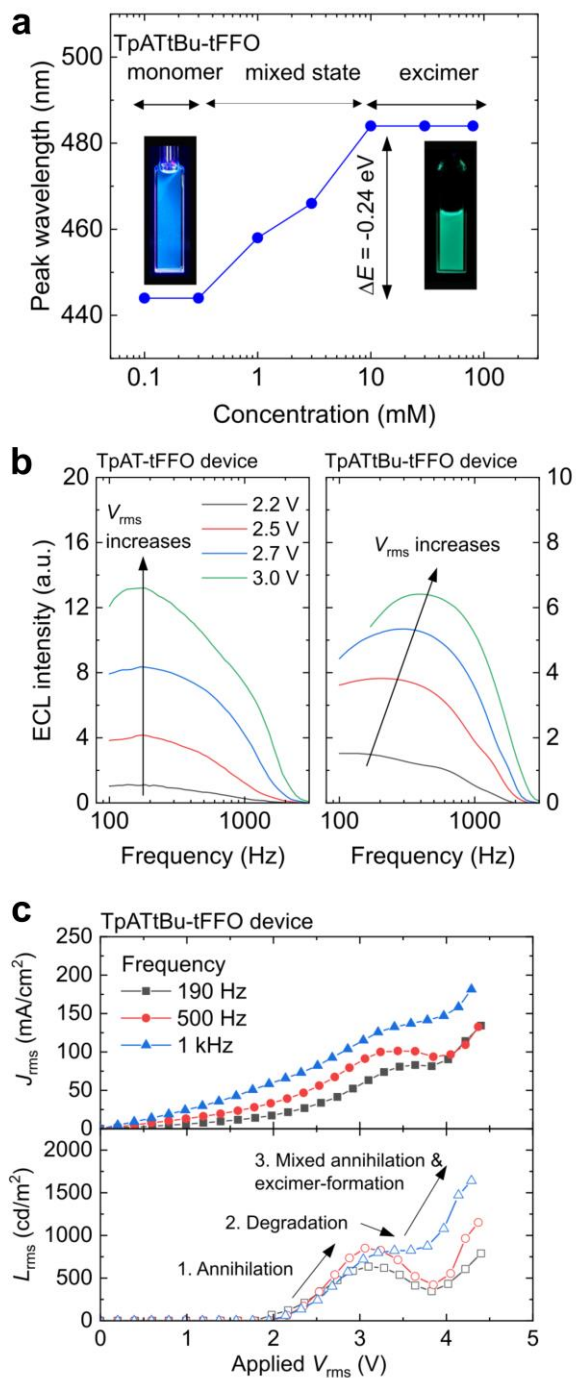 a
TpATtBu-tFFO
monomer mixed state excimer
500
480
460
440
Peak wavelength (nm)
ΔE = -0.24 eV
0.1 1 10 100
Concentration (mM)
b
TpAT-tFFO device
20
16
12
8
4
0
ECL intensity (a.u.)
Vrms
increases
2.2 V
2.5 V
2.7 V
3.0 V
100 1000
Frequency (Hz)
TpATtBu-tFFO device
Vrms increases
10
8
6
4
2
0
100 1000
Frequency (Hz)
c
TpATtBu-tFFO device
250
200
150
100
50
0
Jrms (mA/cm²)
Frequency
190 Hz
500 Hz
1 kHz
2000
1500
1000
500
0
Lrms (cd/m²)
3. Mixed annihilation &
excimer-formation
2. Degradation
1. Annihilation
0 1 2 3 4 5
Applied Vrms (V)